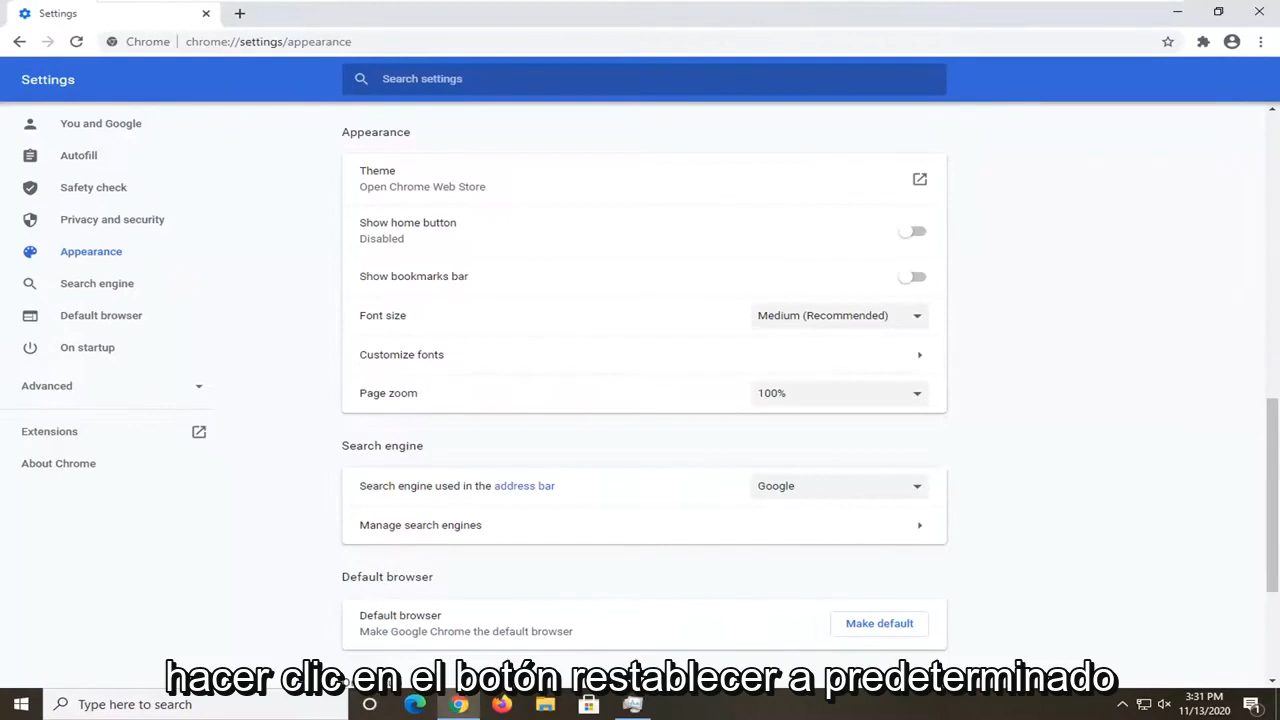 Settings
Chrome
chrome://settings/appearance
Settings
Search settings
You and Google
Autofill
Safety check
Privacy and security
Appearance
Search engine
Default browser
On startup
Advanced
Extensions
About Chrome
Appearance
Theme
Open Chrome Web Store
Show home button
Disabled
Show bookmarks bar
Font size
Medium (Recommended)
Customize fonts
Page zoom
100%
Search engine
Search engine used in the address bar
Google
Manage search engines
Default browser
Default browser
Make Google Chrome the default browser
Make default
hacer clic en el botón restablecer a predeterminado
Type here to search
3:31 PM
11/13/2020
1